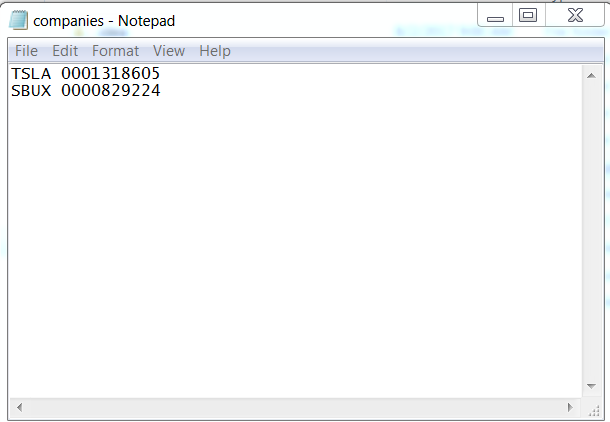 companies - Notepad
File Edit Format View Help
TSLA 0001318605
SBUX 0000829224